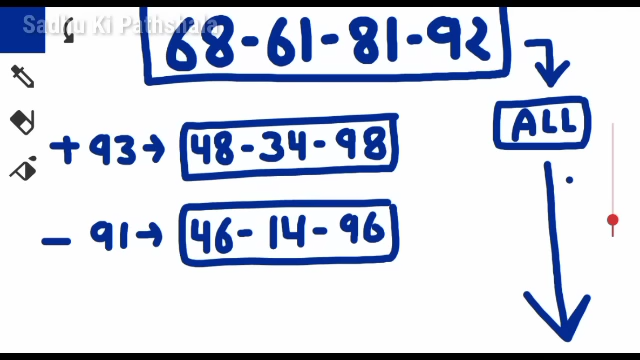 Sadhu Ki Pathshala
68-61-81-92
ALL
+ 93→ 48-34-98
- 91→ 46-14-96